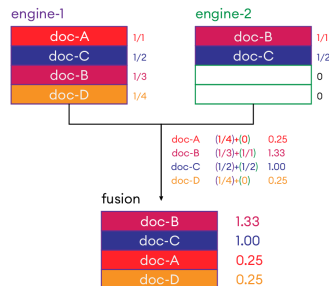 engine-1
doc-A 1/1
doc-C 1/2
doc-B 1/3
doc-D 1/4
engine-2
doc-B 1/1
doc-C 1/2
0
0
doc-A (1/4)+(0) 0.25
doc-B (1/3)+(1/1) 1.33
doc-C (1/2)+(1/2) 1.00
doc-D (1/4)+(0) 0.25
fusion
doc-B 1.33
doc-C 1.00
doc-A 0.25
doc-D 0.25